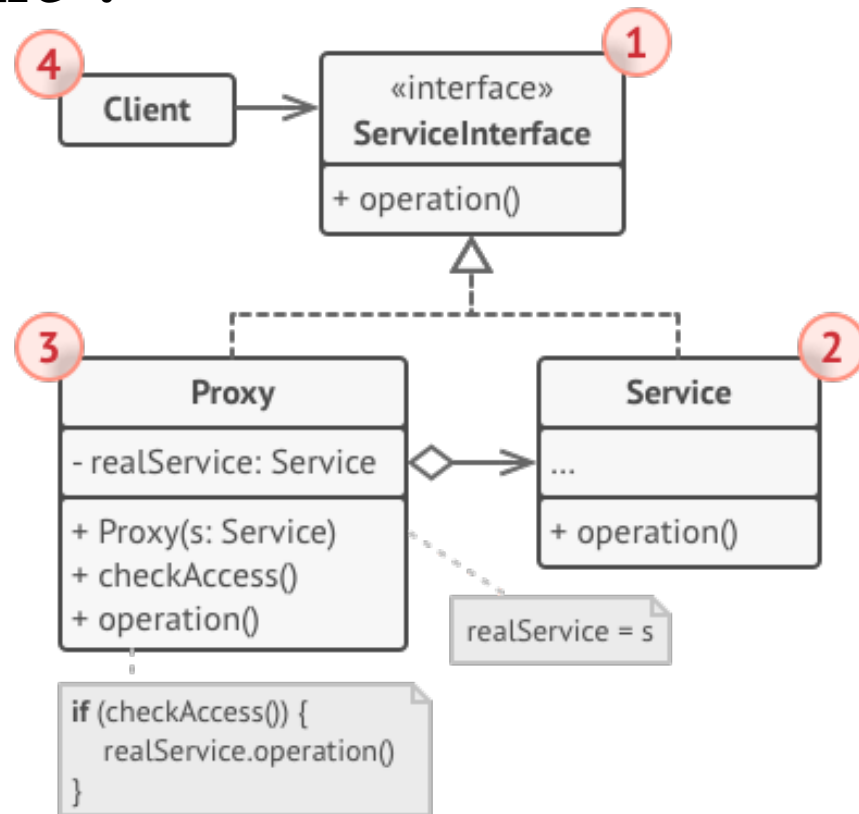 1
4
Client
«interface»
ServiceInterface
+ operation()
3
Proxy
- realService: Service
+ Proxy(s: Service)
+ checkAccess()
+ operation()
2
Service
...
+ operation()
realService = s
if (checkAccess()) {
realService.operation()
}